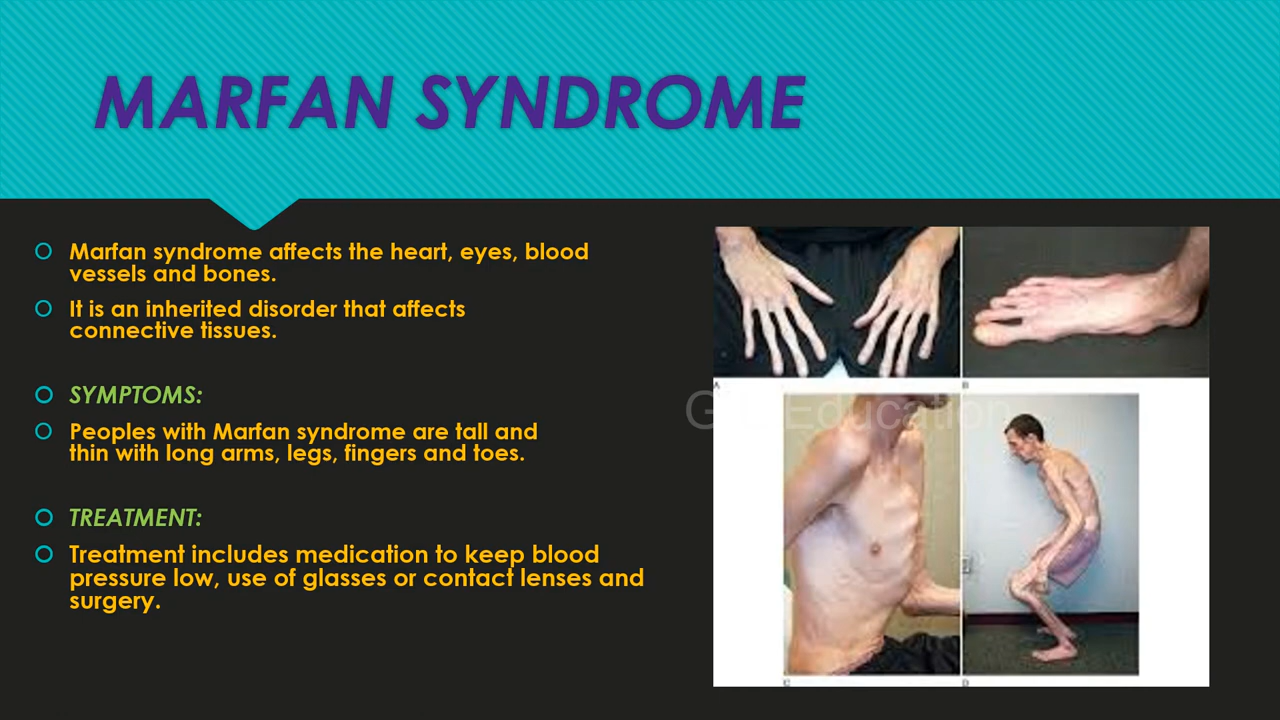 MARFAN SYNDROME
Marfan syndrome affects the heart, eyes, blood
vessels and bones.
It is an inherited disorder that affects
connective tissues.
SYMPTOMS:
Peoples with Marfan syndrome are tall and
thin with long arms, legs, fingers and toes.
TREATMENT:
Treatment includes medication to keep blood
pressure low, use of glasses or contact lenses and
surgery.
A
B
Education
C
D